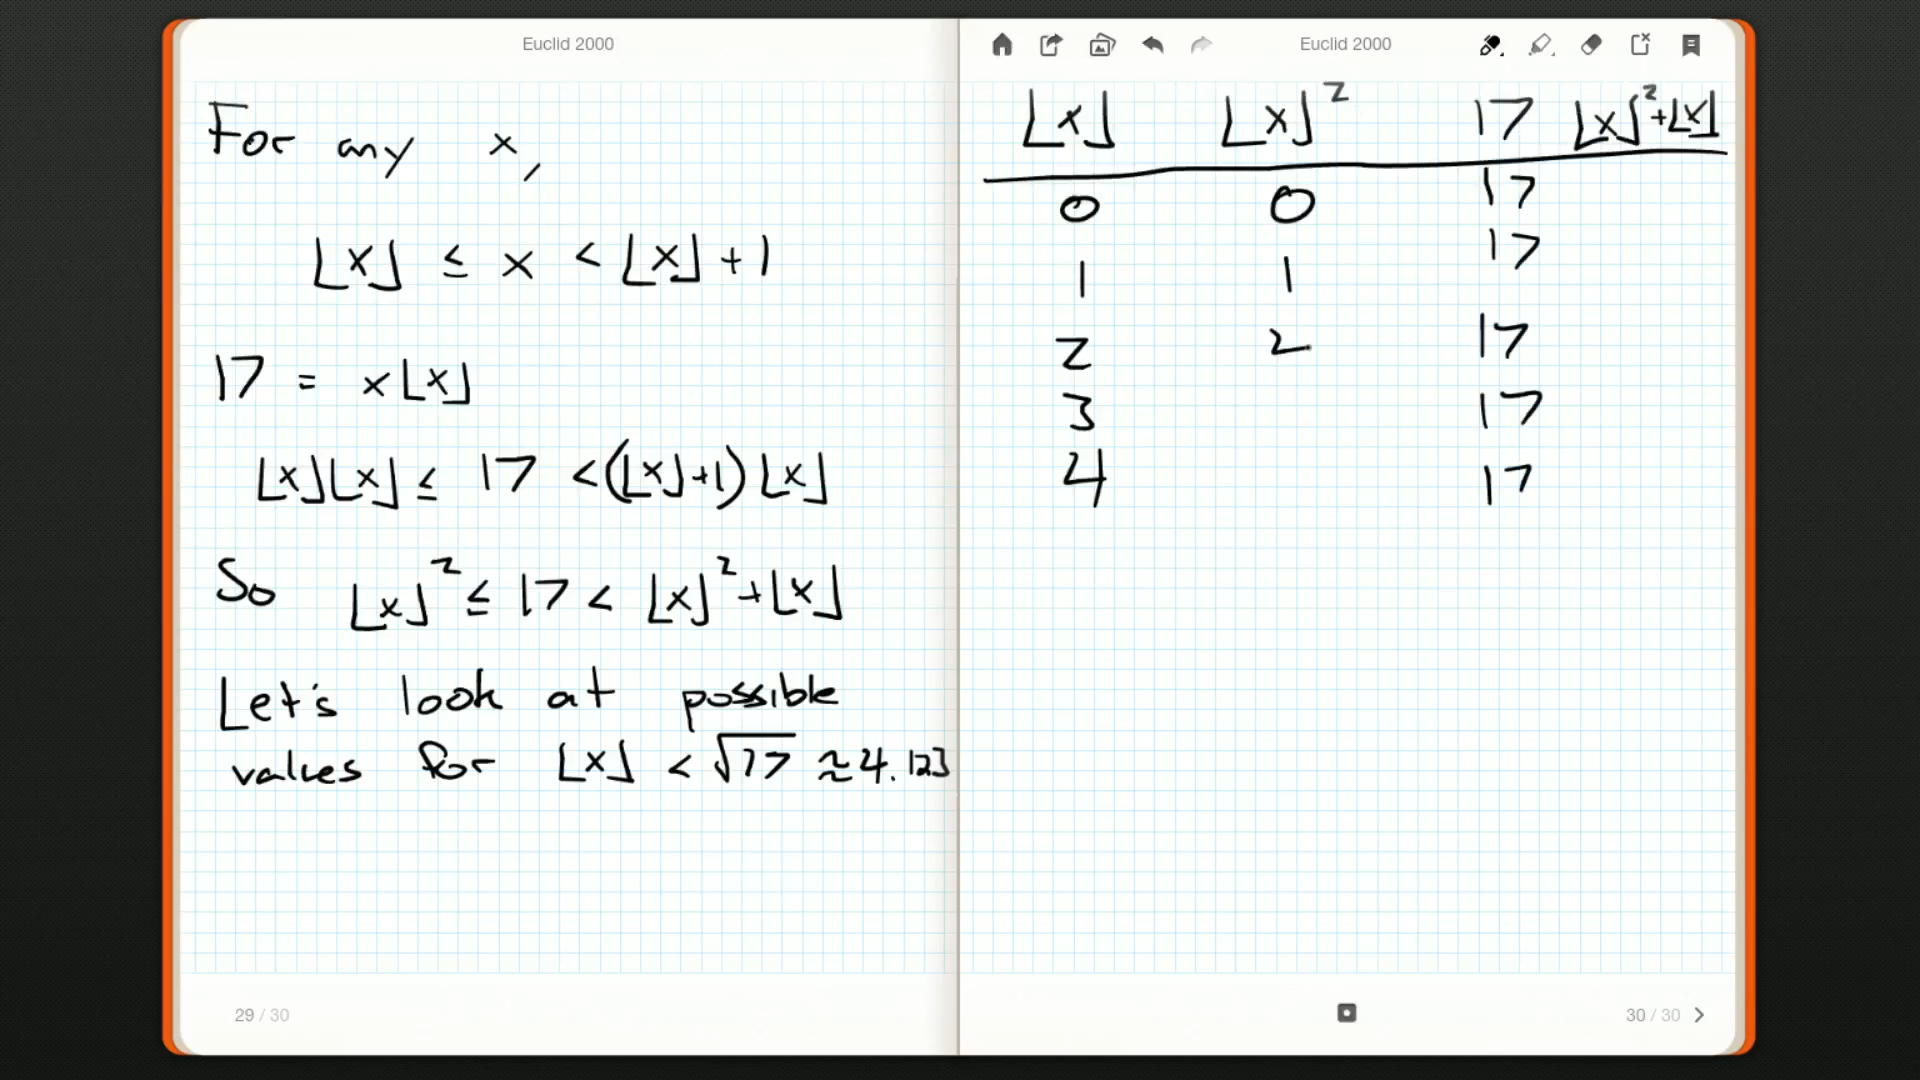 Euclid 2000
For any x,
⌊x⌋ ≤ x < ⌊x⌋ + 1
17 = x⌊x⌋
⌊x⌋⌊x⌋ ≤ 17 < (⌊x⌋+1)⌊x⌋
So ⌊x⌋² ≤ 17 < ⌊x⌋² + ⌊x⌋
Let's look at possible
values for ⌊x⌋ < √17 ≈ 4.123
29 / 30
Euclid 2000
⌊x⌋ ⌊x⌋² 17 ⌊x⌋²+⌊x⌋
0 0 17
1 1 17
2 2 17
3 17
4 17
30 / 30